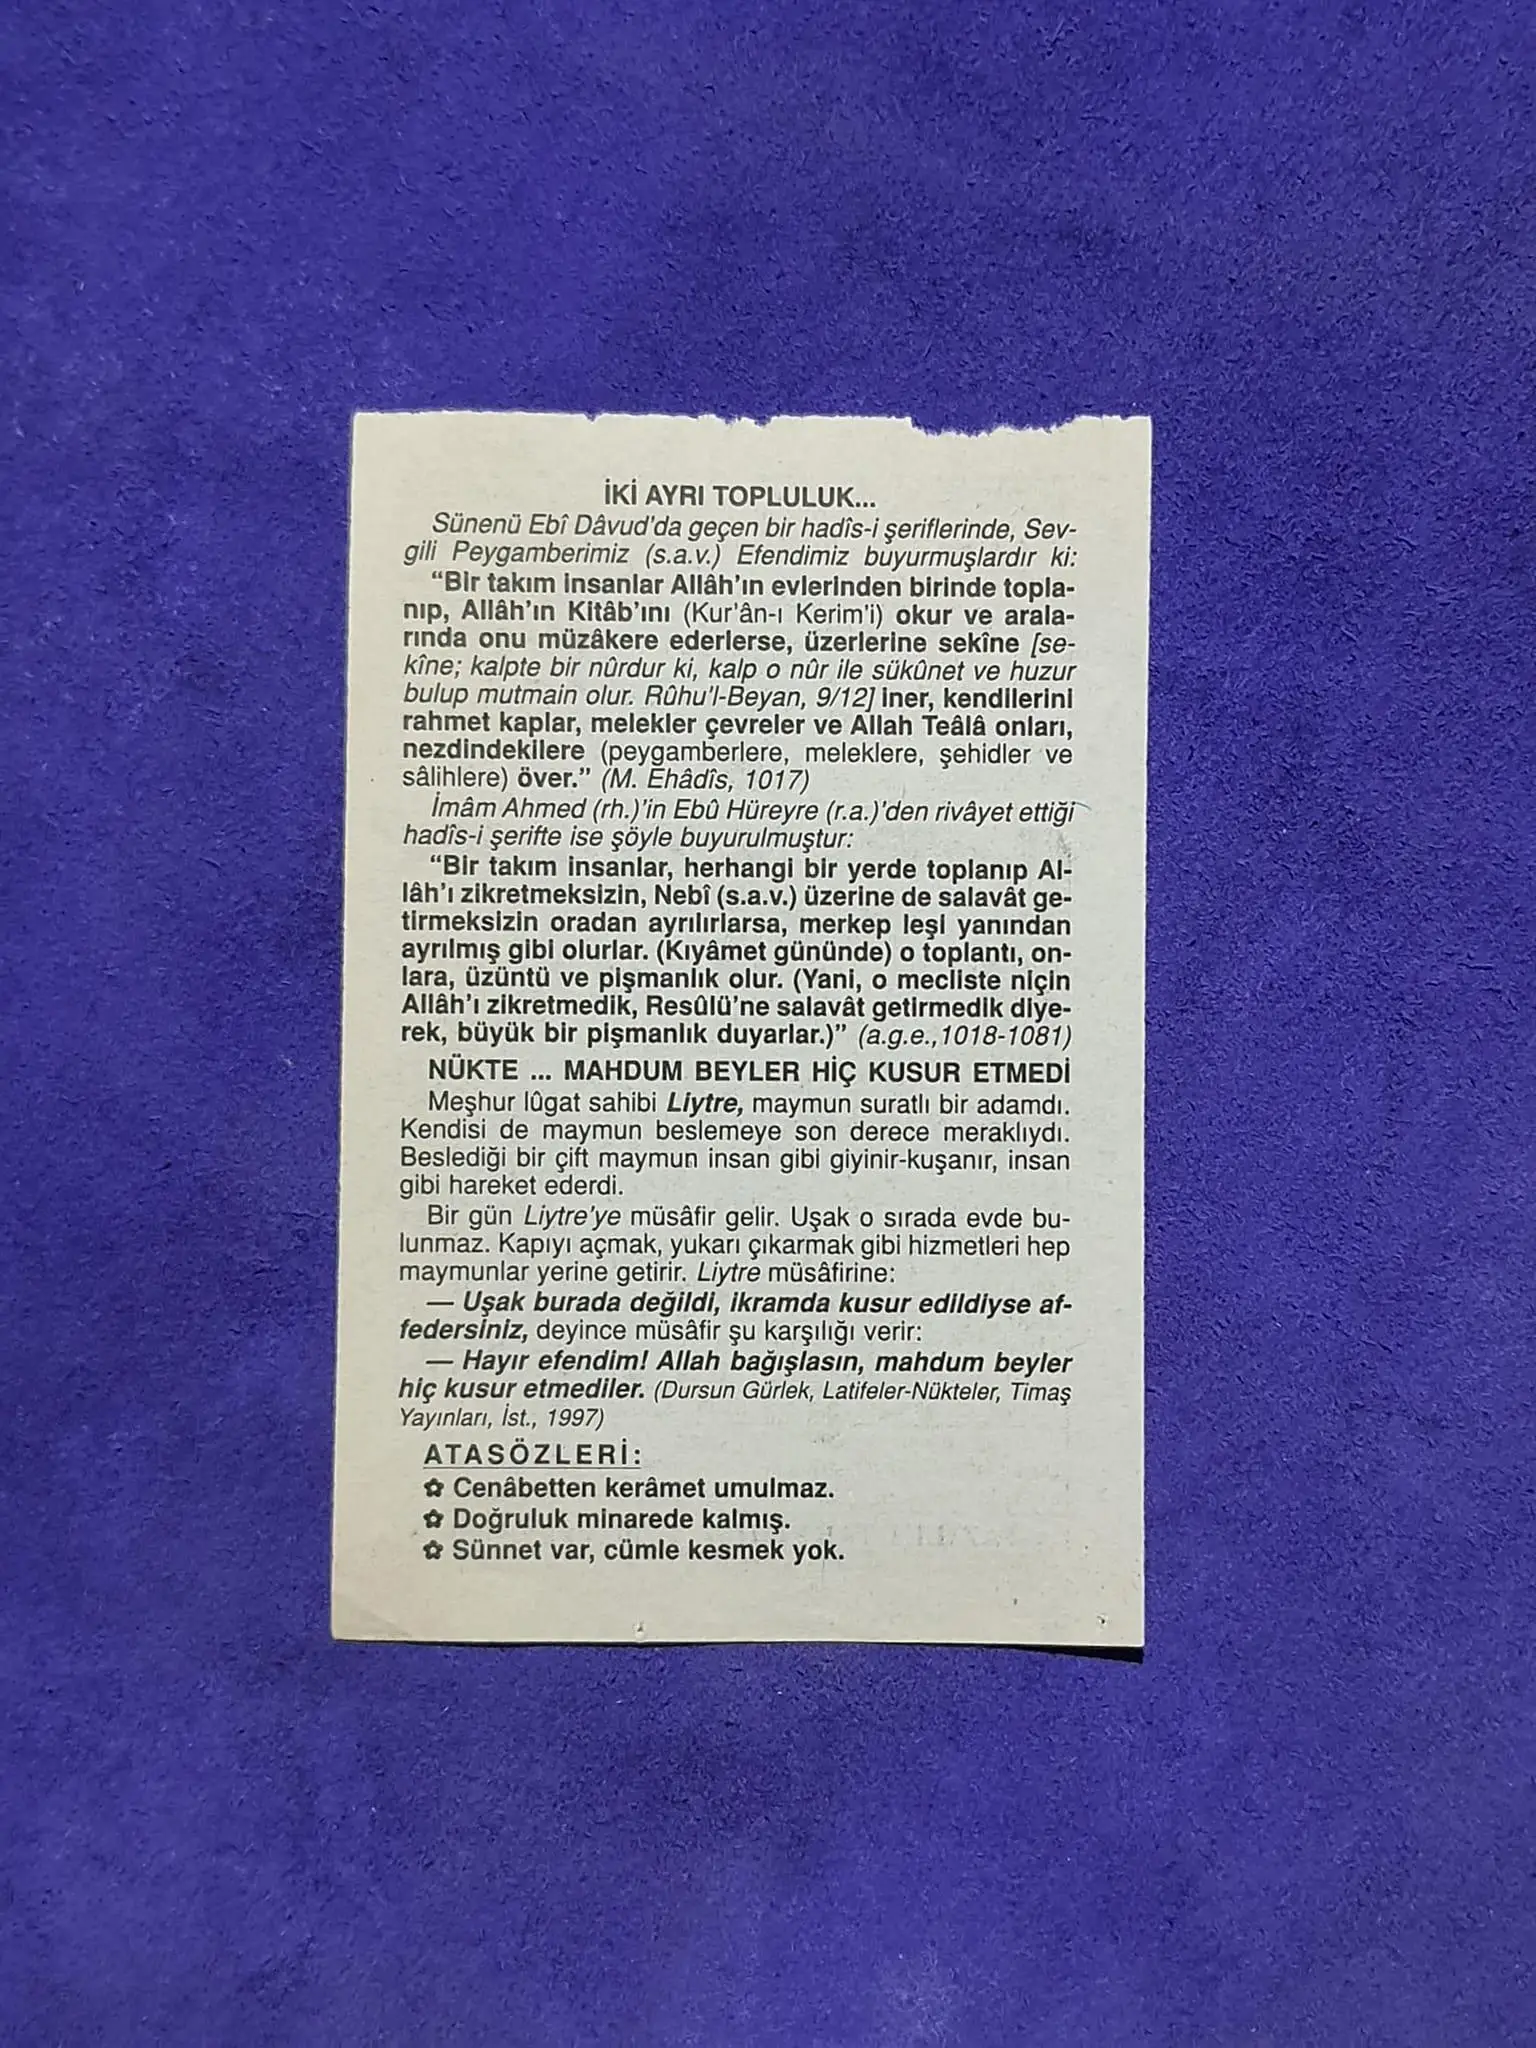 İKİ AYRI TOPLULUK...
Sünenü Ebî Dâvud'da geçen bir hadîs-i şeriflerinde, Sev-
gili Peygamberimiz (s.a.v.) Efendimiz buyurmuşlardır ki:
“Bir takım insanlar Allâh’ın evlerinden birinde topla-
nıp, Allâh’ın Kitâb’ını (Kur'ân-ı Kerim'i) okur ve arala-
rında onu müzâkere ederlerse, üzerlerine sekîne [se-
kîne; kalpte bir nûrdur ki, kalp o nûr ile sükûnet ve huzur
bulup mutmain olur. Rûhu'l-Beyan, 9/12] iner, kendilerini
rahmet kaplar, melekler çevreler ve Allah Teâlâ onları,
nezdindekilere (peygamberlere, meleklere, şehidler ve
sâlihlere) över.” (M. Ehâdîs, 1017)
İmâm Ahmed (rh.)'in Ebû Hüreyre (r.a.)'den rivâyet ettiği
hadîs-i şerifte ise şöyle buyurulmuştur:
“Bir takım insanlar, herhangi bir yerde toplanıp Al-
lâh’ı zikretmeksizin, Nebî (s.a.v.) üzerine de salavât ge-
tirmeksizin oradan ayrılırlarsa, merkep leşi yanından
ayrılmış gibi olurlar. (Kıyâmet gününde) o toplantı, on-
lara, üzüntü ve pişmanlık olur. (Yani, o mecliste niçin
Allâh’ı zikretmedik, Resûlü’ne salavât getirmedik diye-
rek, büyük bir pişmanlık duyarlar.)” (a.g.e.,1018-1081)
NÜKTE ... MAHDUM BEYLER HİÇ KUSUR ETMEDİ
Meşhur lûgat sahibi Liytre, maymun suratlı bir adamdı.
Kendisi de maymun beslemeye son derece meraklıydı.
Beslediği bir çift maymun insan gibi giyinir-kuşanır, insan
gibi hareket ederdi.
Bir gün Liytre'ye müsâfir gelir. Uşak o sırada evde bu-
lunmaz. Kapıyı açmak, yukarı çıkarmak gibi hizmetleri hep
maymunlar yerine getirir. Liytre müsâfirine:
— Uşak burada değildi, ikramda kusur edildiyse af-
federsiniz, deyince müsâfir şu karşılığı verir:
— Hayır efendim! Allah bağışlasın, mahdum beyler
hiç kusur etmediler. (Dursun Gürlek, Latifeler-Nükteler, Timaş
Yayınları, İst., 1997)
ATASÖZLERİ:
✿ Cenâbetten kerâmet umulmaz.
✿ Doğruluk minarede kalmış.
✿ Sünnet var, cümle kesmek yok.